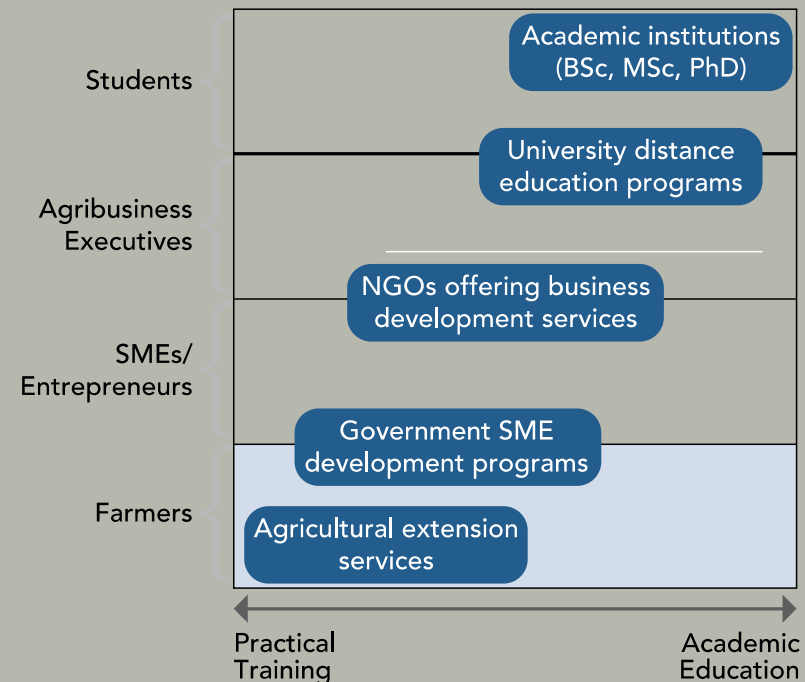 Students
Academic institutions
(BSc, MSc, PhD)
University distance
education programs
Agribusiness
Executives
NGOs offering business
development services
SMEs/
Entrepreneurs
Government SME
development programs
Farmers
Agricultural extension
services
Practical
Training
Academic
Education